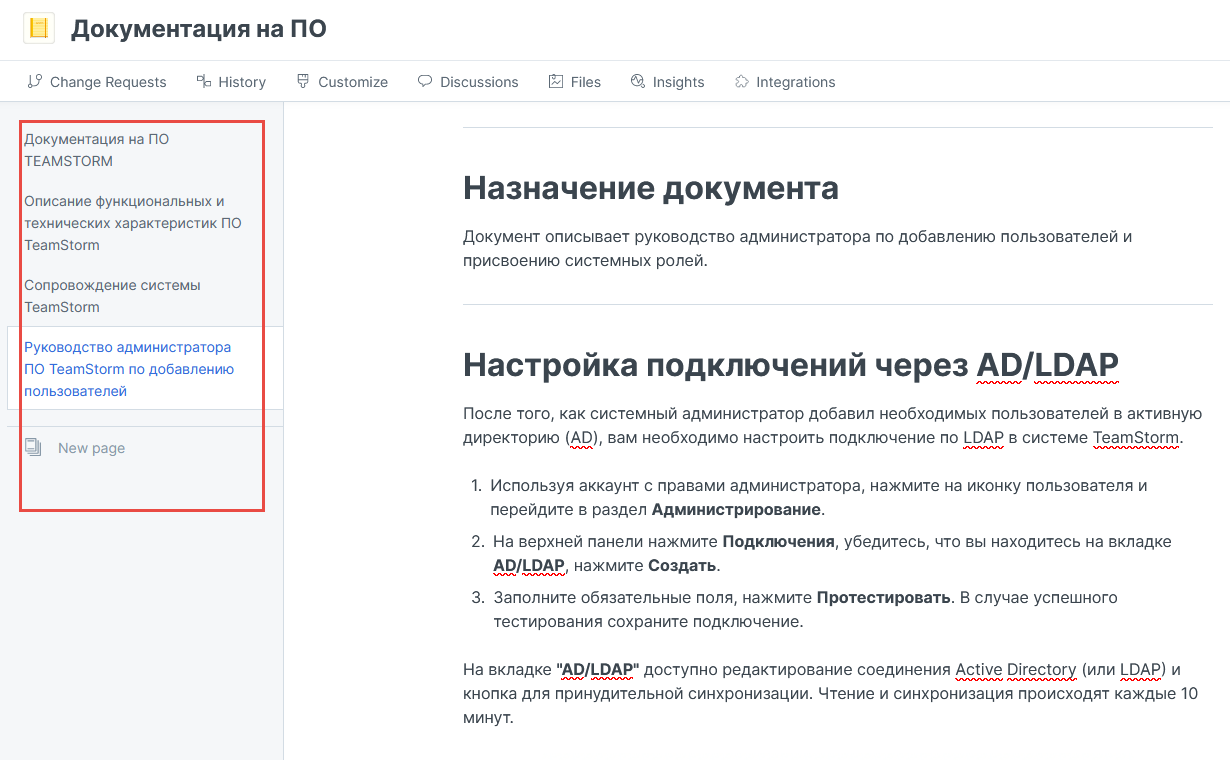 Документация на ПО
Change Requests
History
Customize
Discussions
Files
Insights
Integrations
Документация на ПО
TEAMSTORM
Описание функциональных и
технических характеристик ПО
TeamStorm
Сопровождение системы
TeamStorm
Руководство администратора
ПО TeamStorm по добавлению
пользователей
New page
Назначение документа
Документ описывает руководство администратора по добавлению пользователей и
присвоению системных ролей.
Настройка подключений через AD/LDAP
После того, как системный администратор добавил необходимых пользователей в активную
директорию (AD), вам необходимо настроить подключение по LDAP в системе TeamStorm.
1. Используя аккаунт с правами администратора, нажмите на иконку пользователя и
перейдите в раздел Администрирование.
2. На верхней панели нажмите Подключения, убедитесь, что вы находитесь на вкладке
AD/LDAP, нажмите Создать.
3. Заполните обязательные поля, нажмите Протестировать. В случае успешного
тестирования сохраните подключение.
На вкладке "AD/LDAP" доступно редактирование соединения Active Directory (или LDAP) и
кнопка для принудительной синхронизации. Чтение и синхронизация происходят каждые 10
минут.